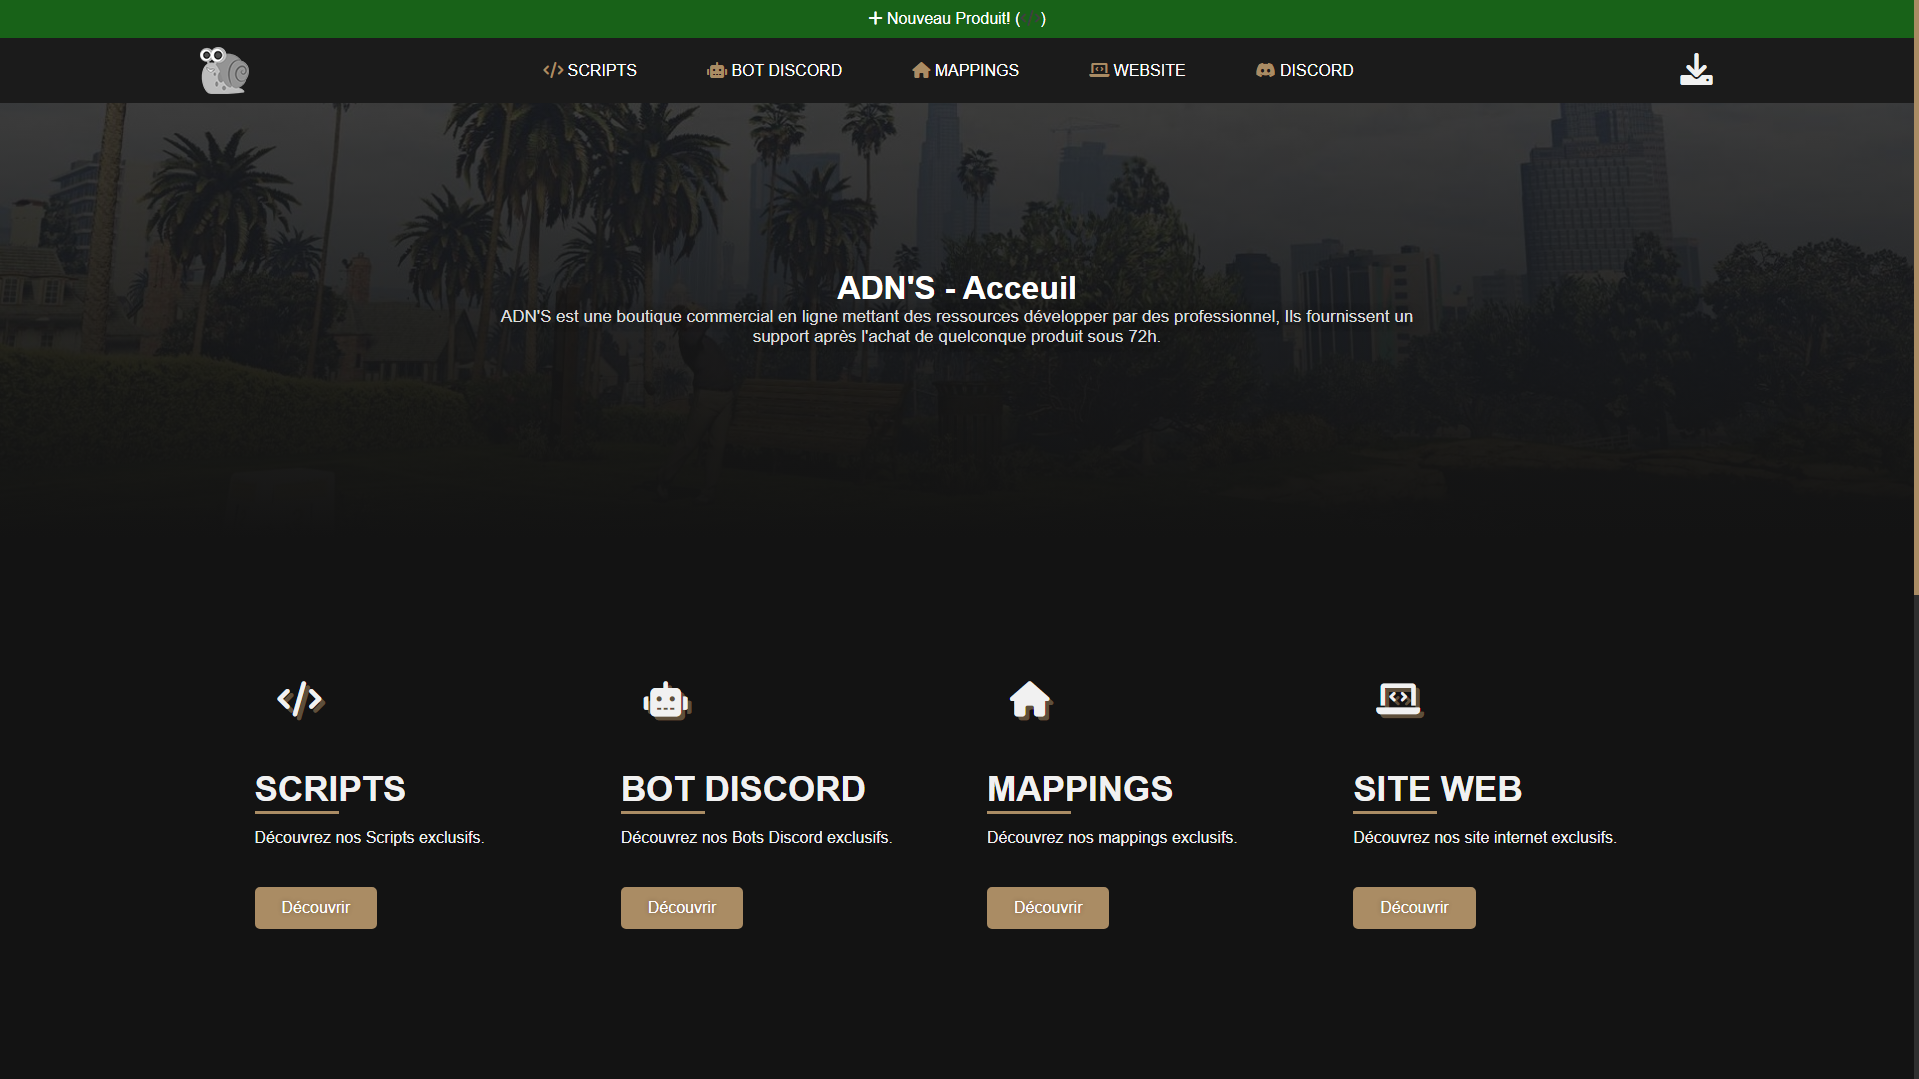 Nouveau Produit! ( )
SCRIPTS
BOT DISCORD
MAPPINGS
WEBSITE
DISCORD
ADN'S - Acceuil
ADN'S est une boutique commercial en ligne mettant des ressources développer par des professionnel, Ils fournissent un
support après l'achat de quelconque produit sous 72h.
SCRIPTS
Découvrez nos Scripts exclusifs.
Découvrir
BOT DISCORD
Découvrez nos Bots Discord exclusifs.
Découvrir
MAPPINGS
Découvrez nos mappings exclusifs.
Découvrir
SITE WEB
Découvrez nos site internet exclusifs.
Découvrir